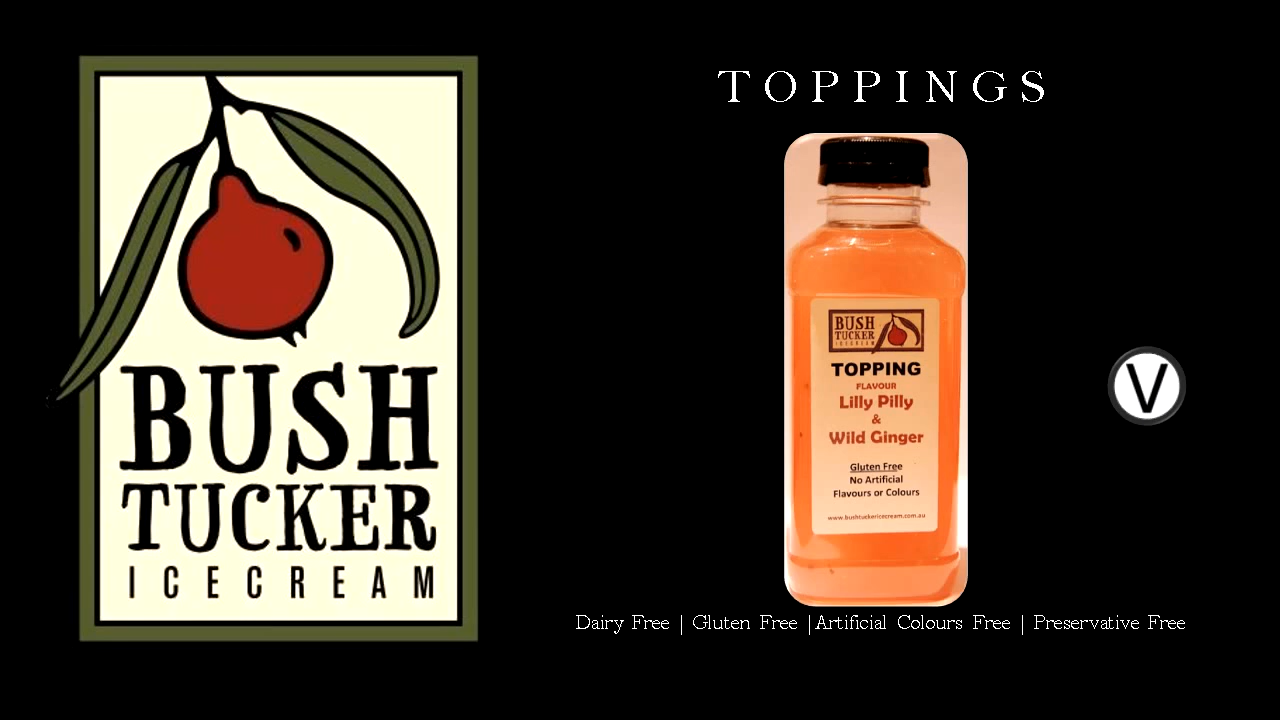 BUSH
TUCKER
ICECREAM
TOPPINGS
BUSH
TUCKER
ICECREAM
TOPPING
FLAVOUR
Lilly Pilly
&
Wild Ginger
Gluten Free
No Artificial
Flavours or Colours
www.bushtuckericecream.com.au
V
Dairy Free | Gluten Free |Artificial Colours Free | Preservative Free